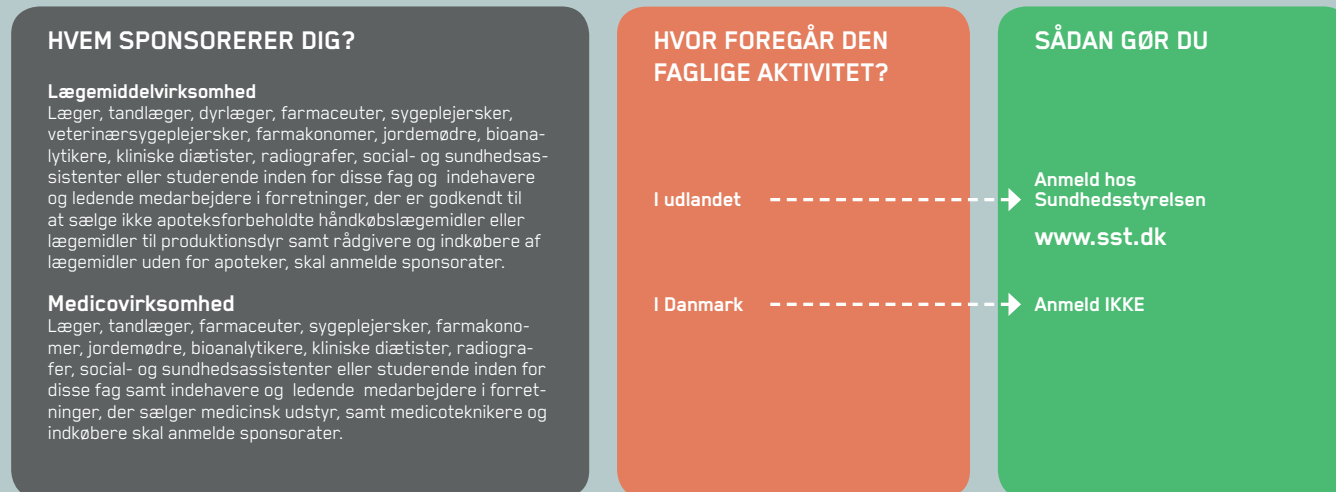 HVEM SPONSORERER DIG?
Lægemiddelvirksomhed
Læger, tandlæger, dyrlæger, farmaceuter, sygeplejersker,
veterinærsygeplejersker, farmakonomer, jordemødre, bioana-
lytikere, kliniske diætister, radiografer, social- og sundhedsas-
sistenter eller studerende inden for disse fag og indehavere
og ledende medarbejdere i forretninger, der er godkendt til
at sælge ikke apoteksforbeholdte håndkøbslægemidler eller
lægemidler til produktionsdyr samt rådgivere og indkøbere af
lægemidler uden for apoteker, skal anmelde sponsorater.
Medicovirksomhed
Læger, tandlæger, farmaceuter, sygeplejersker, farmakono-
mer, jordemødre, bioanalytikere, kliniske diætister, radiogra-
fer, social- og sundhedsassistenter eller studerende inden for
disse fag samt indehavere og ledende medarbejdere i forret-
ninger, der sælger medicinsk udstyr, samt medicoteknikere og
indkøbere skal anmelde sponsorater.
HVOR FOREGÅR DEN
FAGLIGE AKTIVITET?
I udlandet
I Danmark
SÅDAN GØR DU
Anmeld hos
Sundhedsstyrelsen
www.sst.dk
Anmeld IKKE